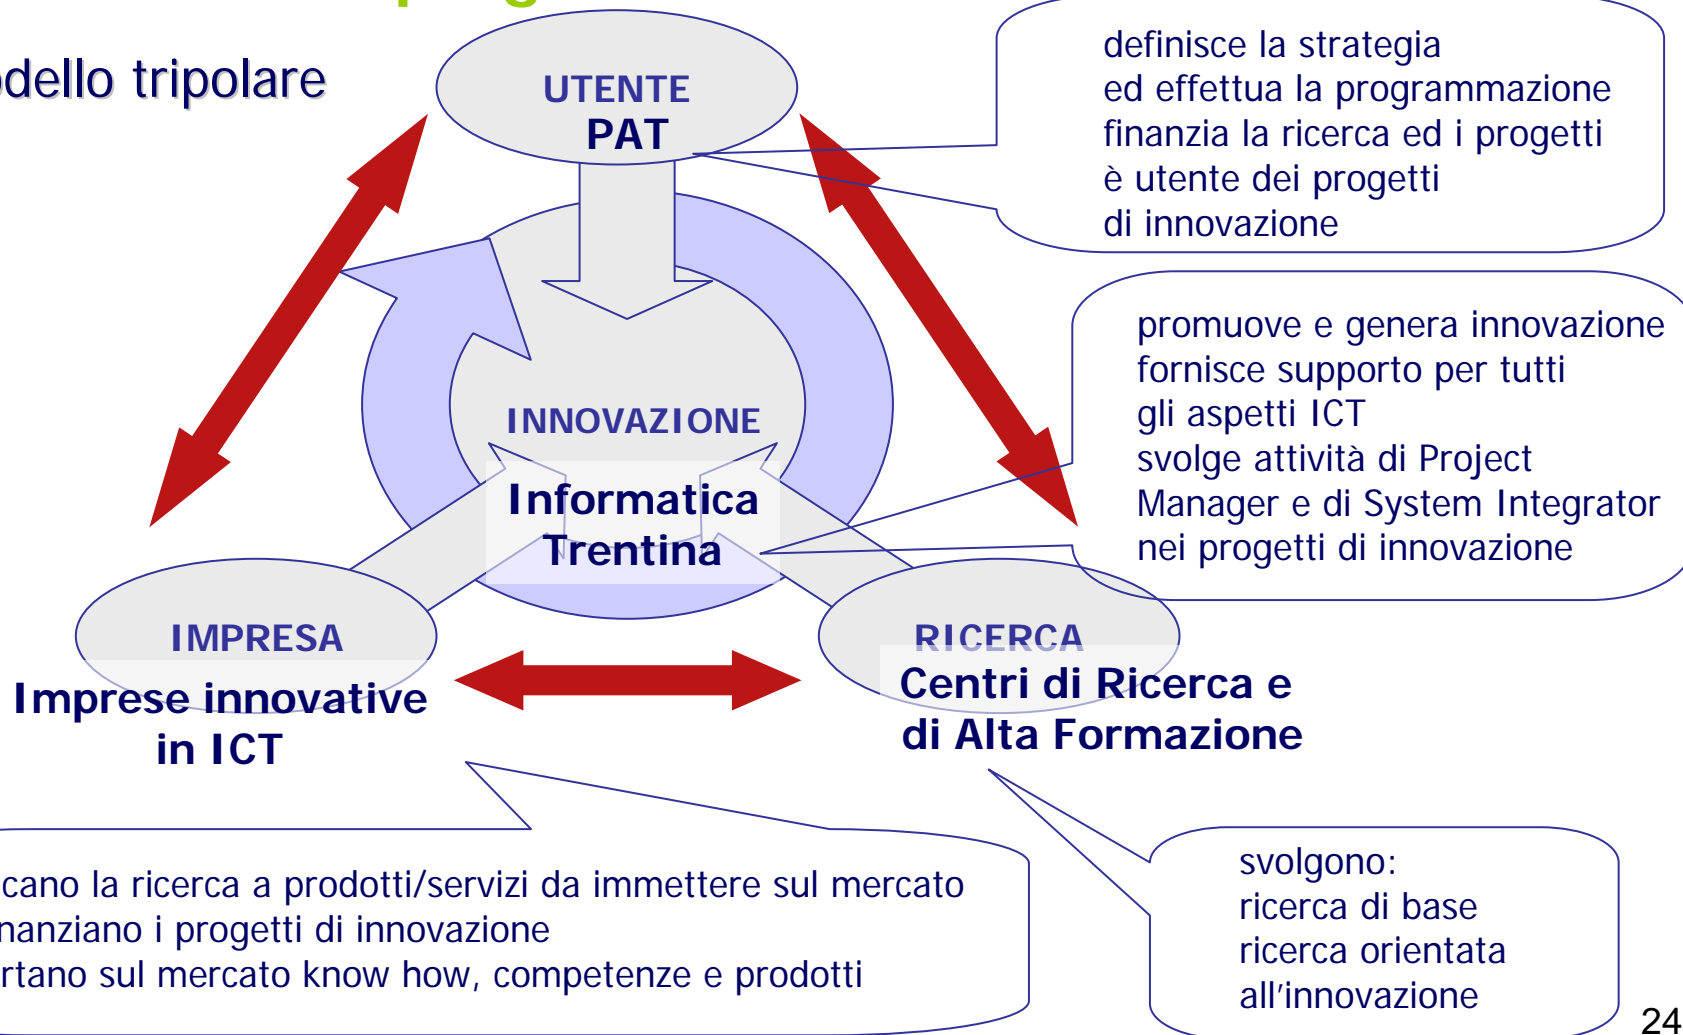 modello tripolare
UTENTE
PAT
definisce la strategia
ed effettua la programmazione
finanzia la ricerca ed i progetti
è utente dei progetti
di innovazione
promuove e genera innovazione
fornisce supporto per tutti
gli aspetti ICT
svolge attività di Project
Manager e di System Integrator
nei progetti di innovazione
INNOVAZIONE
Informatica
Trentina
IMPRESA
Imprese innovative
in ICT
RICERCA
Centri di Ricerca e
di Alta Formazione
cano la ricerca a prodotti/servizi da immettere sul mercato
nanziano i progetti di innovazione
rtano sul mercato know how, competenze e prodotti
svolgono:
ricerca di base
ricerca orientata
all'innovazione
24